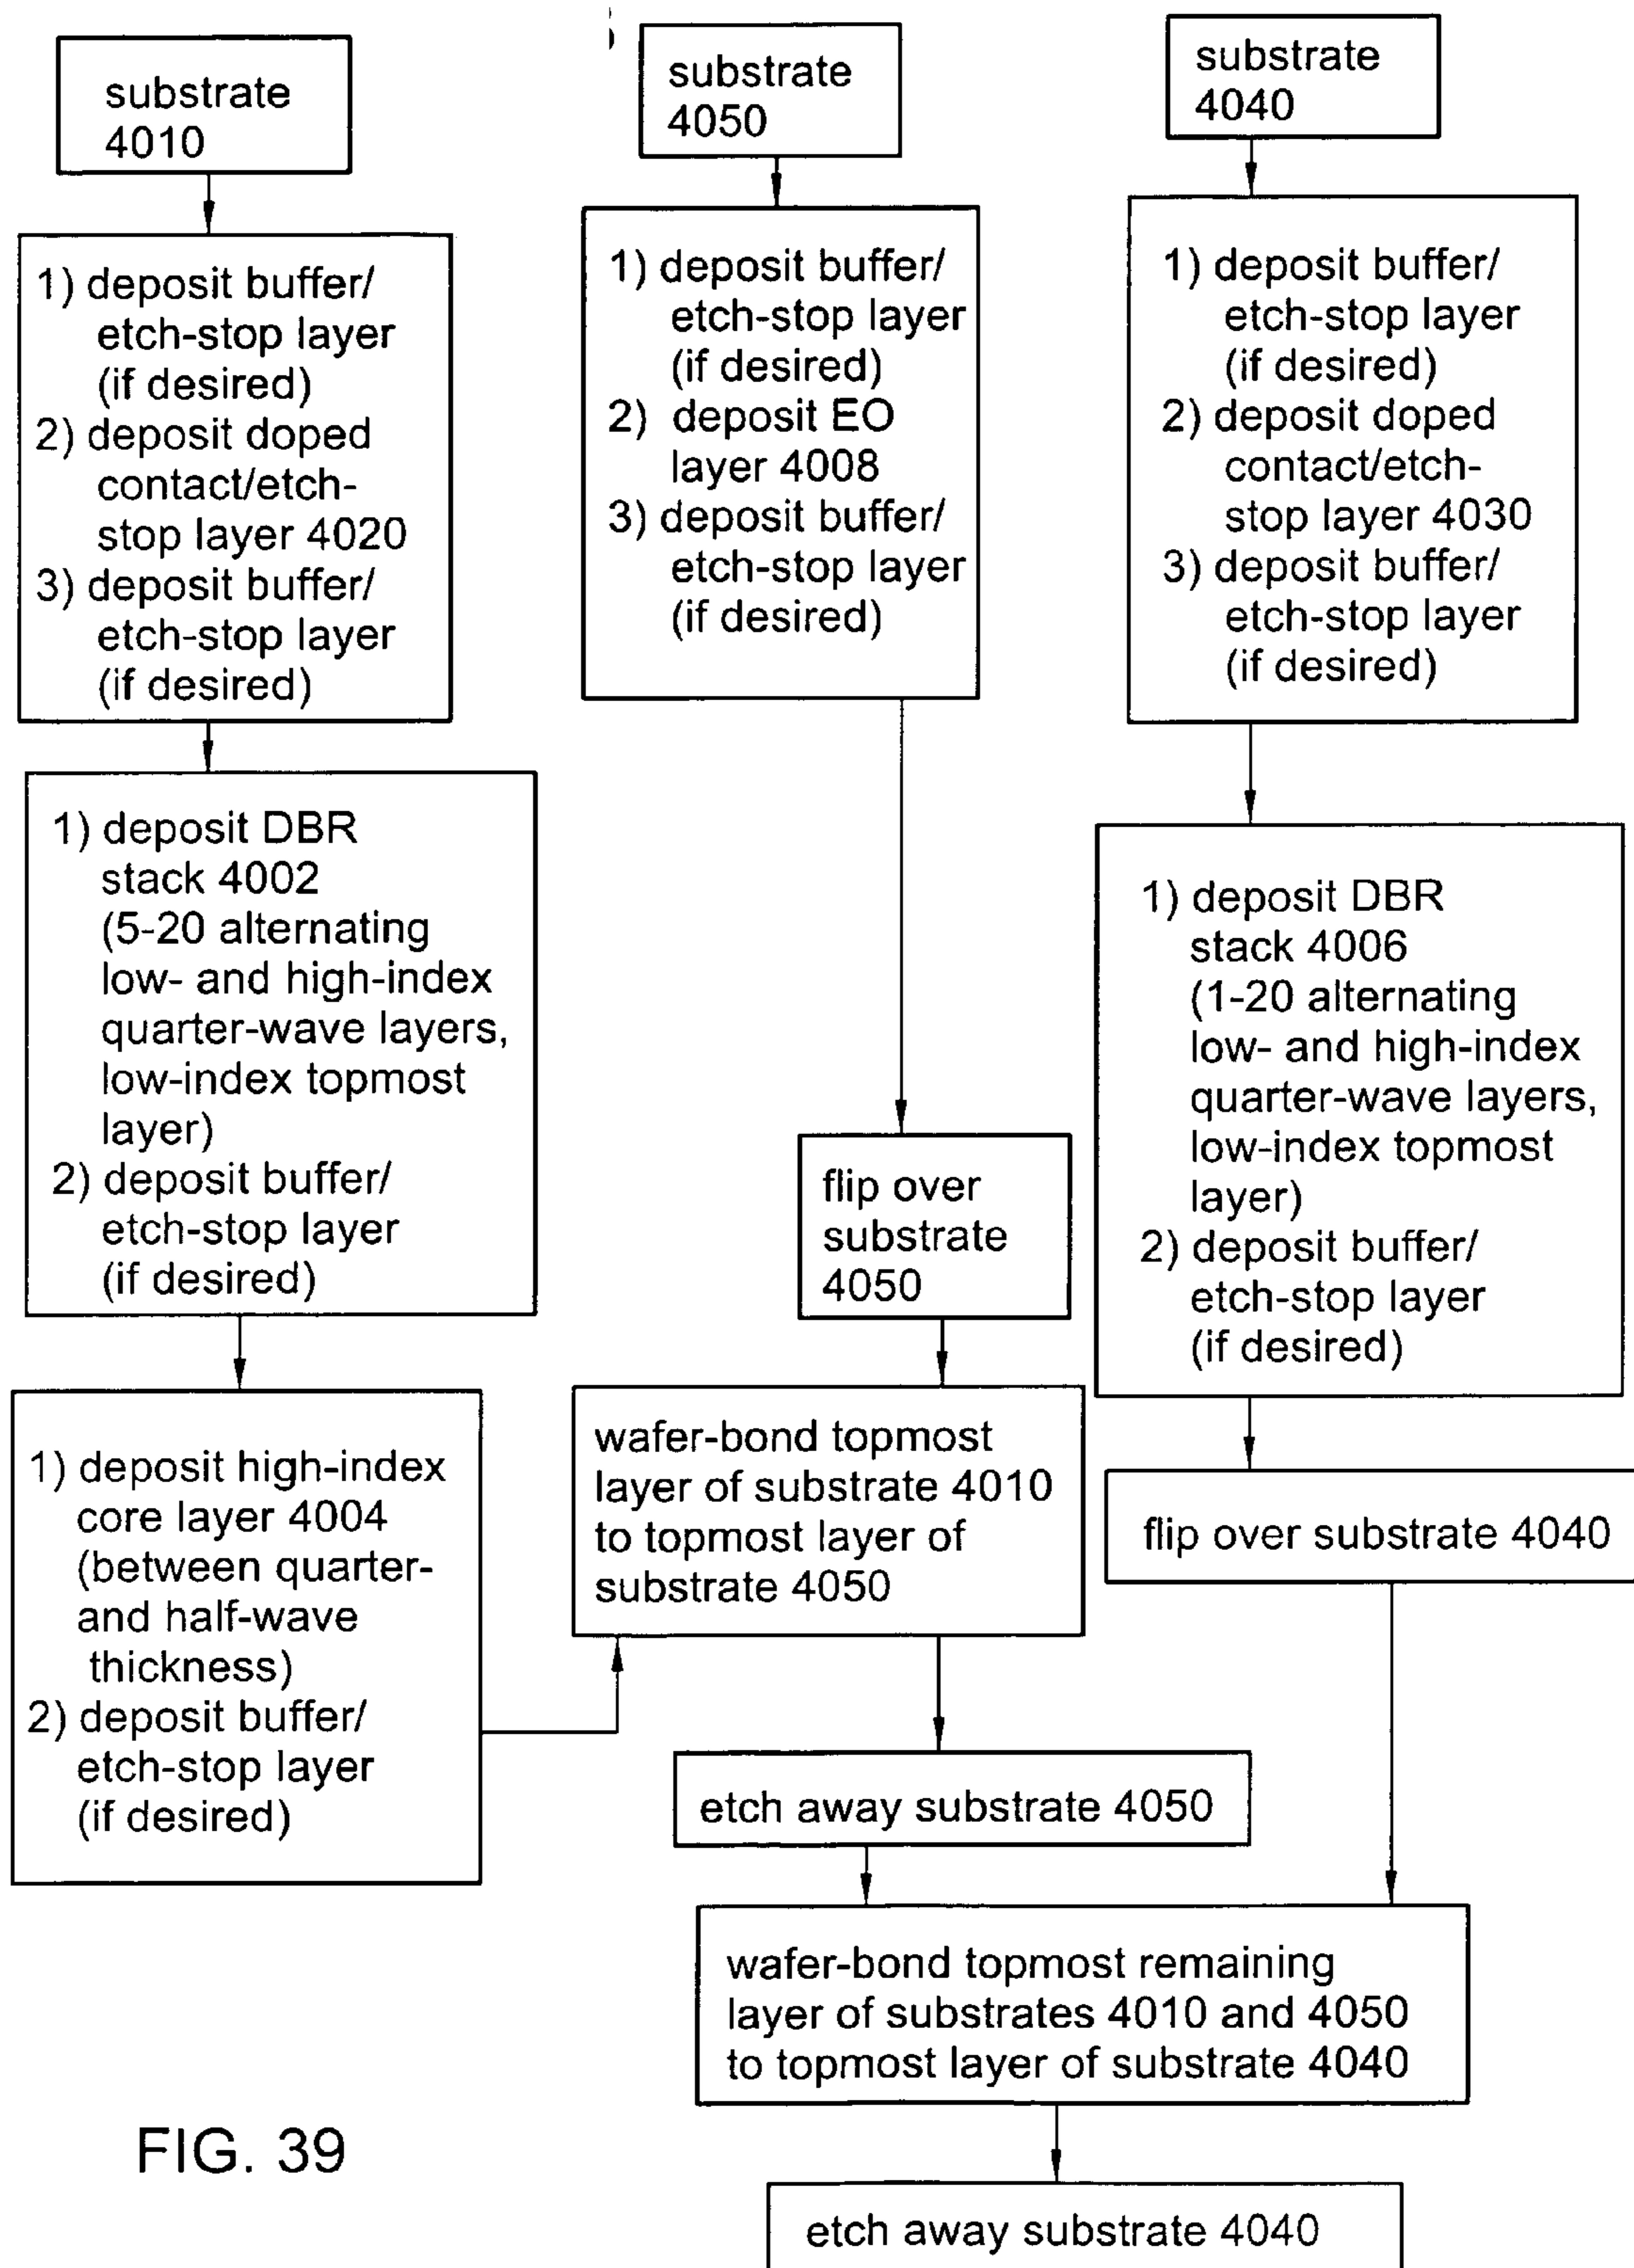 substrate
4010
1) deposit buffer/
etch-stop layer
(if desired)
2) deposit doped
contact/etch-
stop layer 4020
3) deposit buffer/
etch-stop layer
(if desired)
1) deposit DBR
stack 4002
(5-20 alternating
low- and high-index
quarter-wave layers,
low-index topmost
layer)
2) deposit buffer/
etch-stop layer
(if desired)
1) deposit high-index
core layer 4004
(between quarter-
and half-wave
thickness)
2) deposit buffer/
etch-stop layer
(if desired)
substrate
4050
1) deposit buffer/
etch-stop layer
(if desired)
2) deposit EO
layer 4008
3) deposit buffer/
etch-stop layer
(if desired)
flip over
substrate
4050
wafer-bond topmost
layer of substrate 4010
to topmost layer of
substrate 4050
etch away substrate 4050
substrate
4040
1) deposit buffer/
etch-stop layer
(if desired)
2) deposit doped
contact/etch-
stop layer 4030
3) deposit buffer/
etch-stop layer
(if desired)
1) deposit DBR
stack 4006
(1-20 alternating
low- and high-index
quarter-wave layers,
low-index topmost
layer)
2) deposit buffer/
etch-stop layer
(if desired)
flip over substrate 4040
wafer-bond topmost remaining
layer of substrates 4010 and 4050
to topmost layer of substrate 4040
etch away substrate 4040
FIG. 39